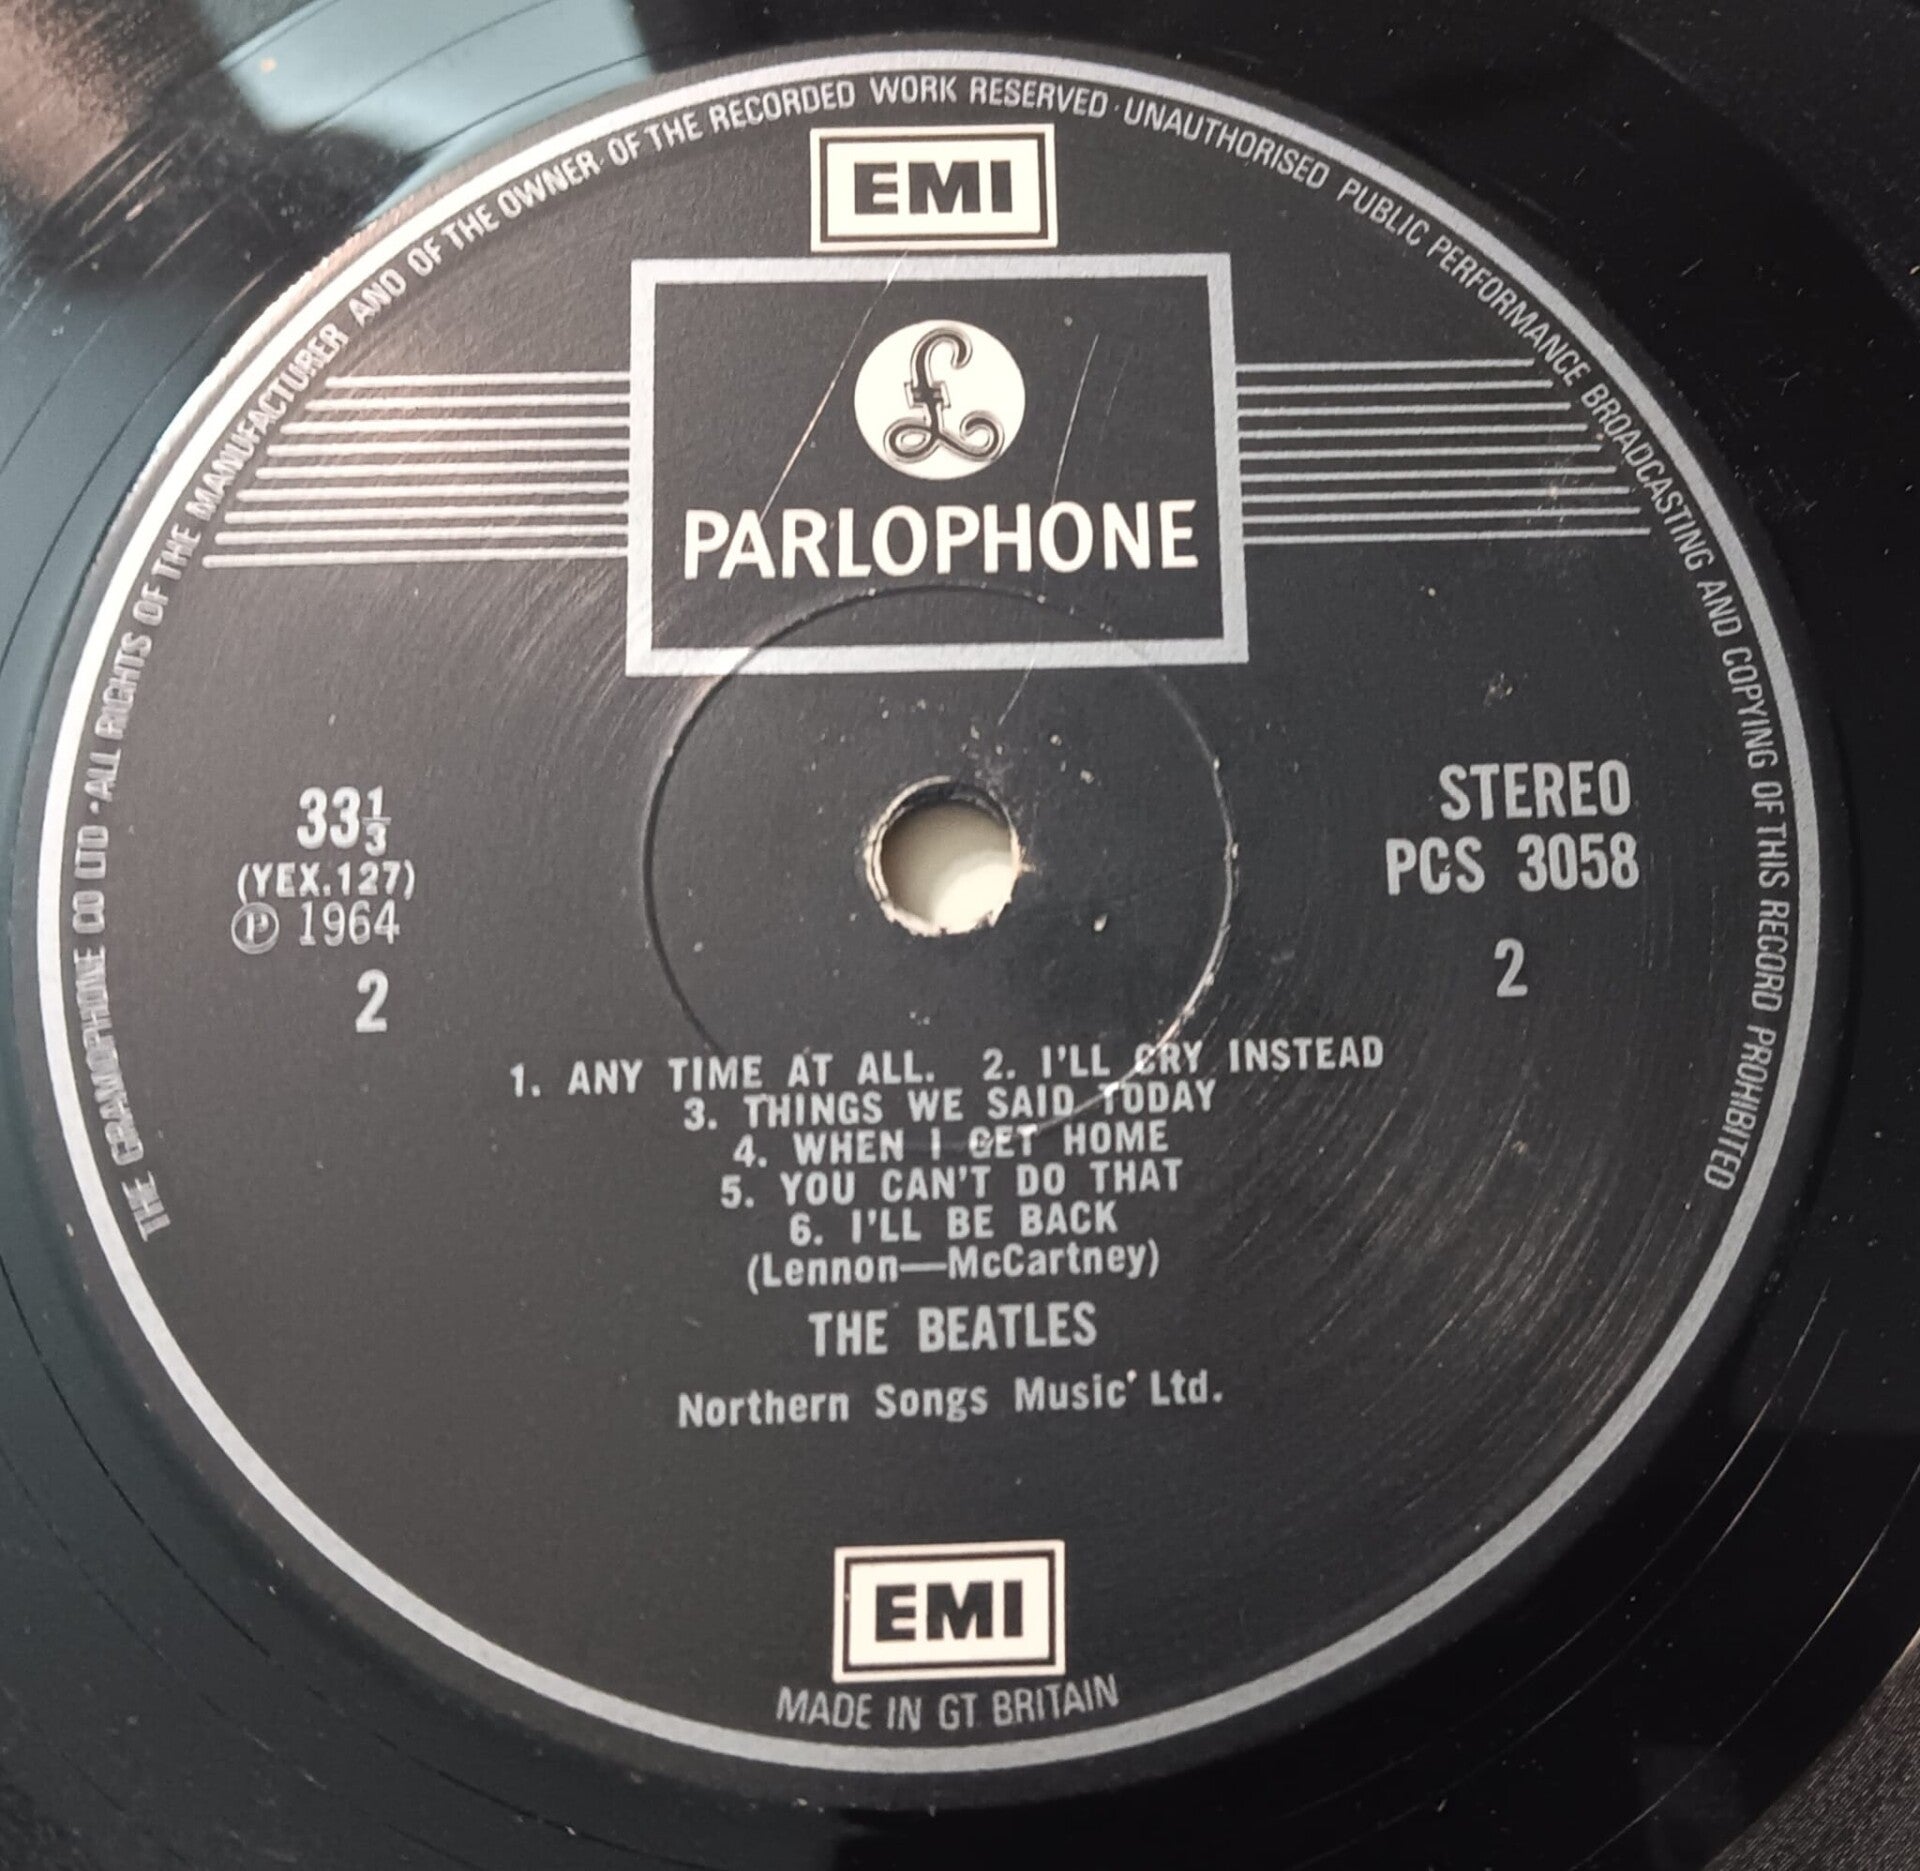 THE GRAMOPHONE CO LTD · ALL RIGHTS OF THE MANUFACTURER AND OF THE OWNER OF THE RECORDED WORK RESERVED · UNAUTHORISED PUBLIC PERFORMANCE BROADCASTING AND COPYING OF THIS RECORD PROHIBITED
EMI
£
PARLOPHONE
33⅓
(YEX.127)
Ⓟ 1964
2
STEREO
PCS 3058
2
1. ANY TIME AT ALL. 2. I'LL CRY INSTEAD
3. THINGS WE SAID TODAY
4. WHEN I GET HOME
5. YOU CAN'T DO THAT
6. I'LL BE BACK
(Lennon—McCartney)
THE BEATLES
Northern Songs Music Ltd.
EMI
MADE IN GT BRITAIN